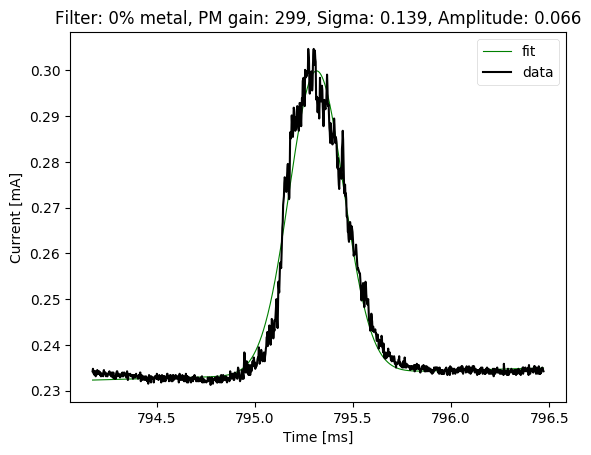 Filter: 0% metal, PM gain: 299, Sigma: 0.139, Amplitude: 0.066
fit
data
0.30
0.29
0.28
0.27
0.26
0.25
0.24
0.23
Current [mA]
794.5 795.0 795.5 796.0 796.5
Time [ms]